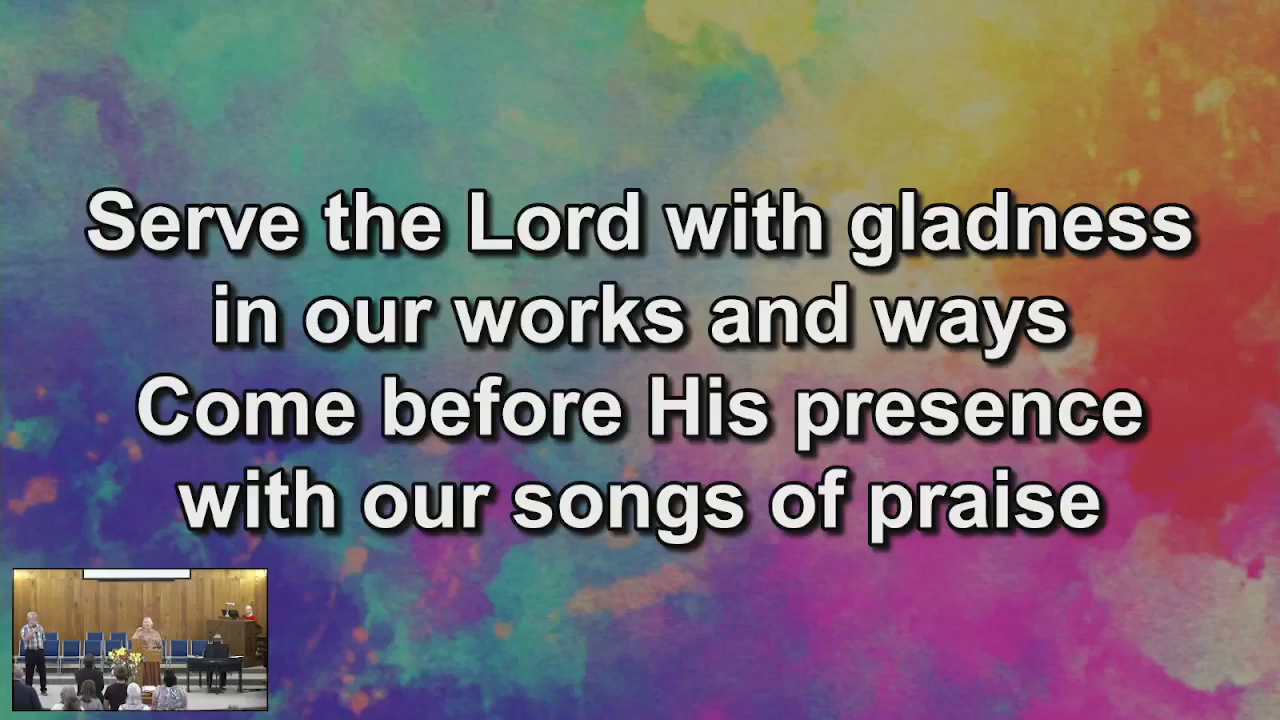 Serve the Lord with gladness
in our works and ways
Come before His presence
with our songs of praise